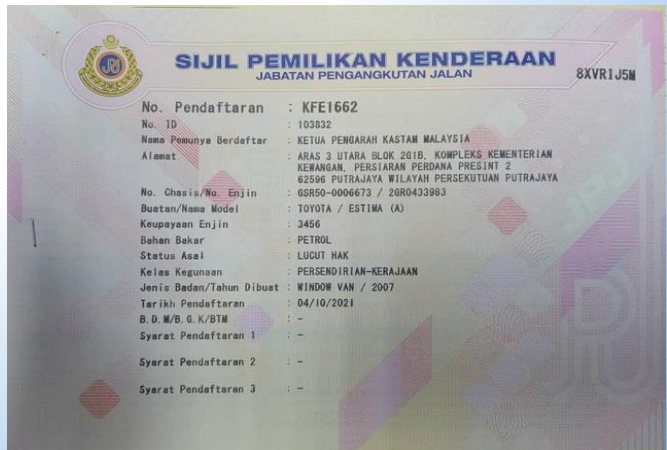 SIJIL PEMILIKAN KENDERAAN
JABATAN PENGANGKUTAN JALAN
8XVR1J5M
No. Pendaftaran : KFE1662
No. ID : 103832
Nama Pemunya Berdaftar : KETUA PENGARAH KASTAM MALAYSIA
Alamat : ARAS 3 UTARA BLOK 2G1B, KOMPLEKS KEMENTERIAN
KEWANGAN, PERSIARAN PERDANA PRESINT 2
62596 PUTRAJAYA WILAYAH PERSEKUTUAN PUTRAJAYA
No. Chasis/No. Enjin : GSR50-0006673 / 2GR0433983
Buatan/Nama Model : TOYOTA / ESTIMA (A)
Keupayaan Enjin : 3456
Bahan Bakar : PETROL
Status Asal : LUCUT HAK
Kelas Kegunaan : PERSENDIRIAN-KERAJAAN
Jenis Badan/Tahun Dibuat : WINDOW VAN / 2007
Tarikh Pendaftaran : 04/10/2021
B.D.M/B.G.K/BTM : -
Syarat Pendaftaran 1 : -
Syarat Pendaftaran 2 : -
Syarat Pendaftaran 3 : -